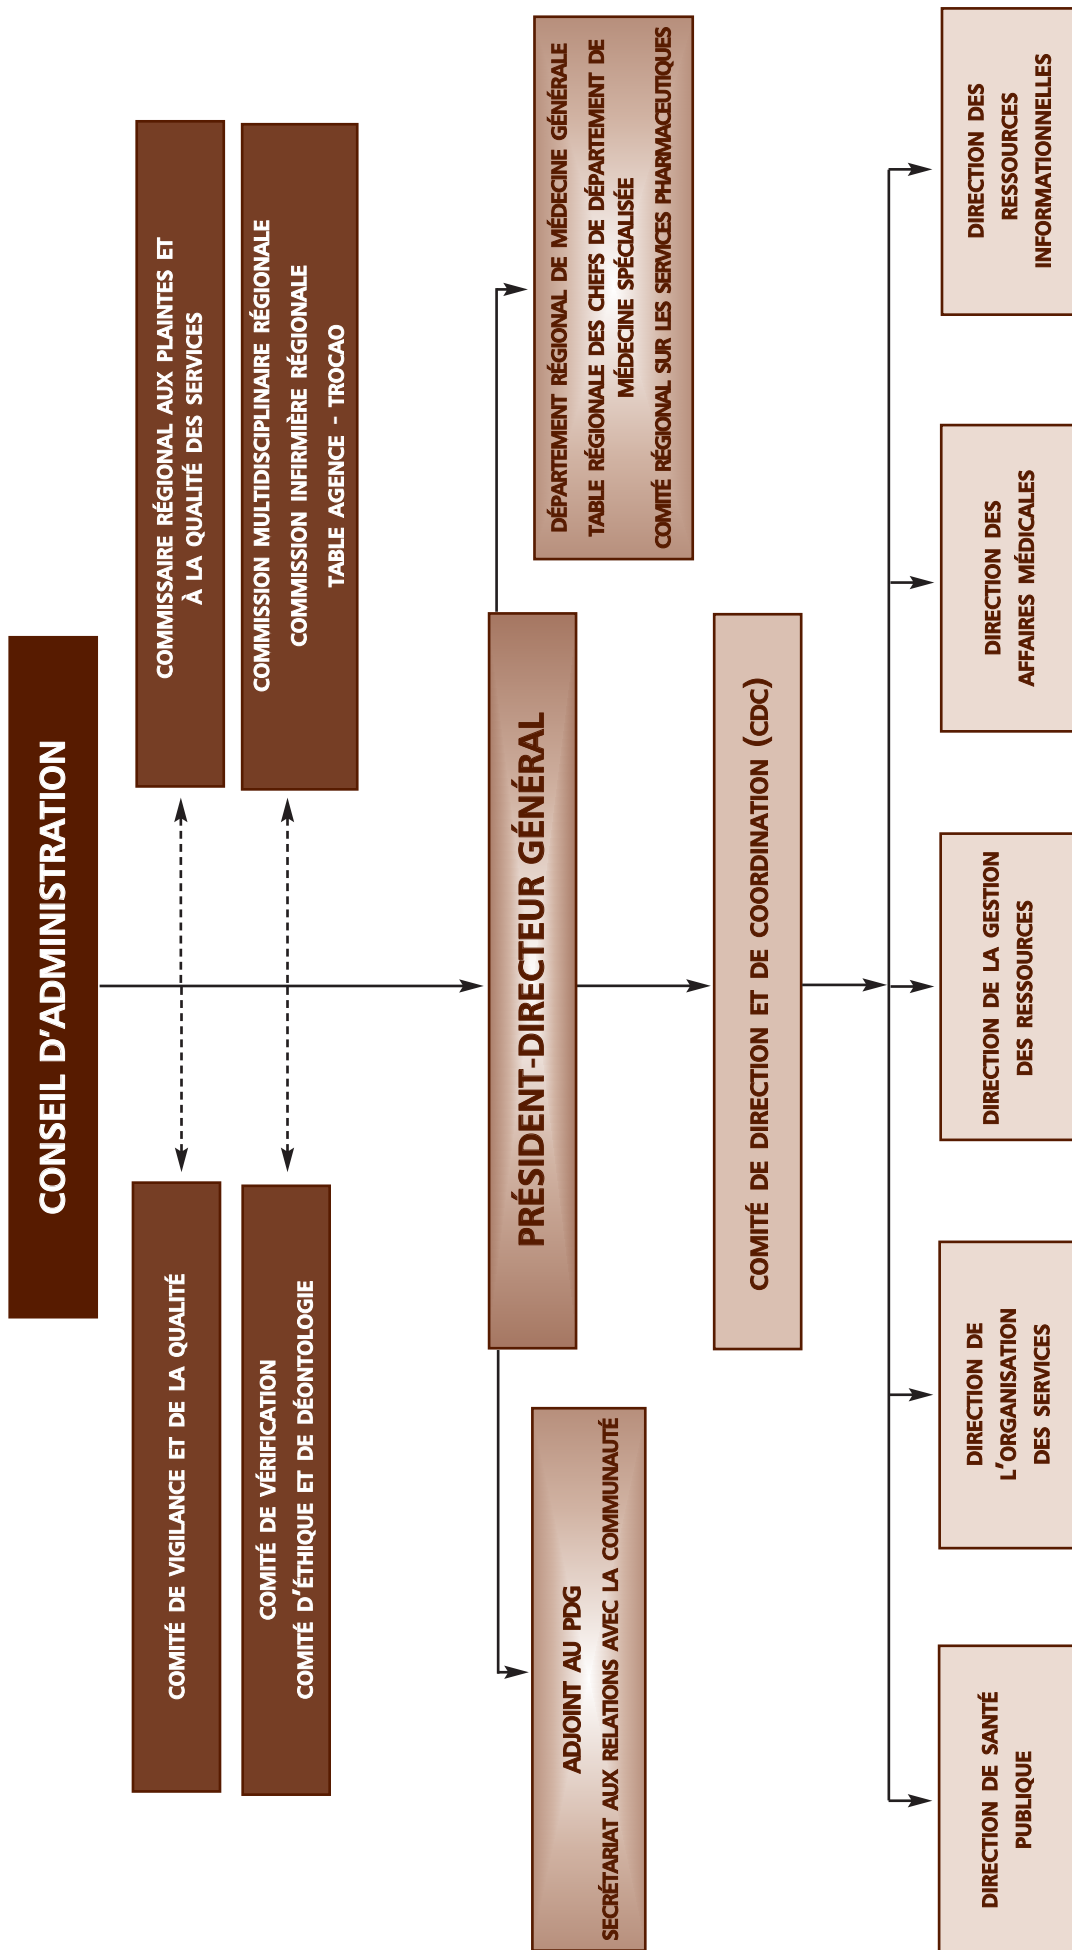 CONSEIL D'ADMINISTRATION
COMITÉ DE VIGILANCE ET DE LA QUALITÉ
COMMISSAIRE RÉGIONAL AUX PLAINTES ET
À LA QUALITÉ DES SERVICES
COMITÉ DE VÉRIFICATION
COMITÉ D'ÉTHIQUE ET DE DÉONTOLOGIE
COMMISSION MULTIDISCIPLINAIRE RÉGIONALE
COMMISSION INFIRMIÈRE RÉGIONALE
TABLE AGENCE - TROCAO
PRÉSIDENT-DIRECTEUR GÉNÉRAL
ADJOINT AU PDG
SECRÉTARIAT AUX RELATIONS AVEC LA COMMUNAUTÉ
DÉPARTEMENT RÉGIONAL DE MÉDECINE GÉNÉRALE
TABLE RÉGIONALE DES CHEFS DE DÉPARTEMENT DE
MÉDECINE SPÉCIALISÉE
COMITÉ RÉGIONAL SUR LES SERVICES PHARMACEUTIQUES
COMITÉ DE DIRECTION ET DE COORDINATION (CDC)
DIRECTION DE SANTÉ
PUBLIQUE
DIRECTION DE
L'ORGANISATION
DES SERVICES
DIRECTION DE LA GESTION
DES RESSOURCES
DIRECTION DES
AFFAIRES MÉDICALES
DIRECTION DES
RESSOURCES
INFORMATIONNELLES